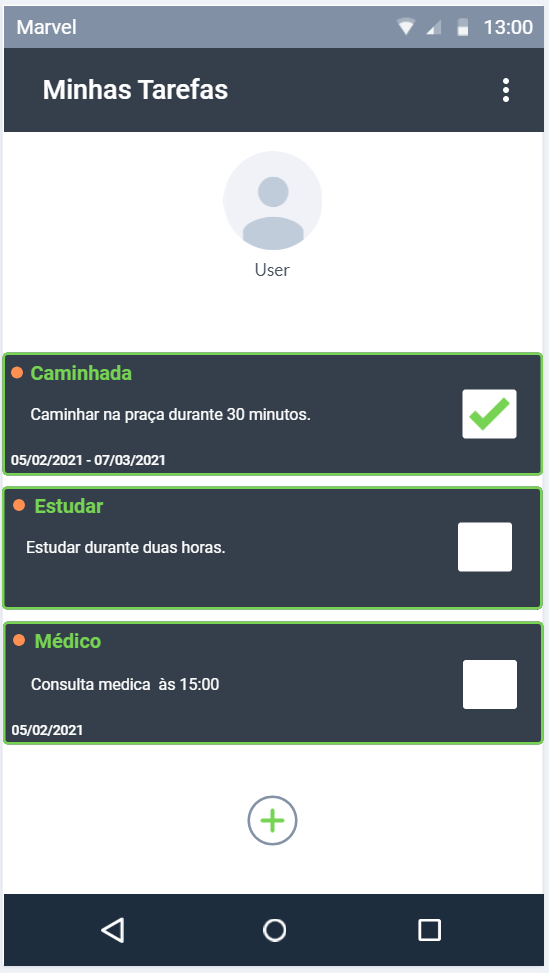 Marvel 13:00
Minhas Tarefas
User
Caminhada
Caminhar na praça durante 30 minutos.
05/02/2021 - 07/03/2021
Estudar
Estudar durante duas horas.
Médico
Consulta medica  às 15:00
05/02/2021